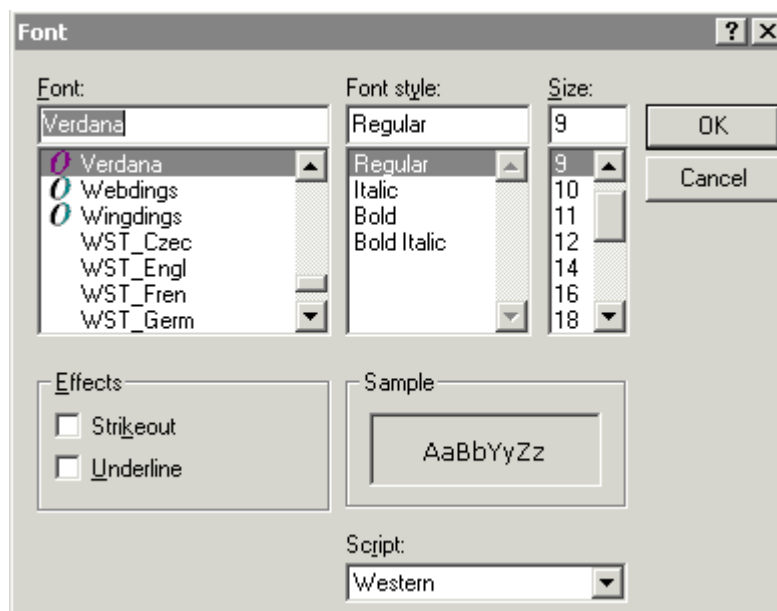 Font
Font:
Font style:
Size:
Verdana
Regular
9
OK
Verdana
Webdings
Wingdings
WST_Czec
WST_Engl
WST_Fren
WST_Germ
Regular
Italic
Bold
Bold Italic
9
10
11
12
14
16
18
Cancel
Effects
Strikeout
Underline
Sample
AaBbYyZz
Script:
Western